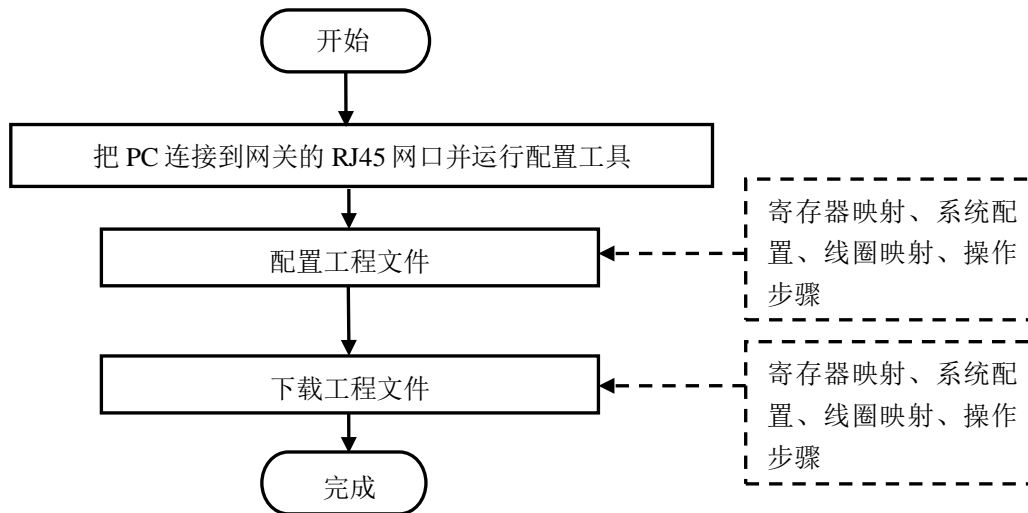 开始
把 PC 连接到网关的 RJ45 网口并运行配置工具
配置工程文件
寄存器映射、系统配
置、线圈映射、操作
步骤
下载工程文件
寄存器映射、系统配
置、线圈映射、操作
步骤
完成